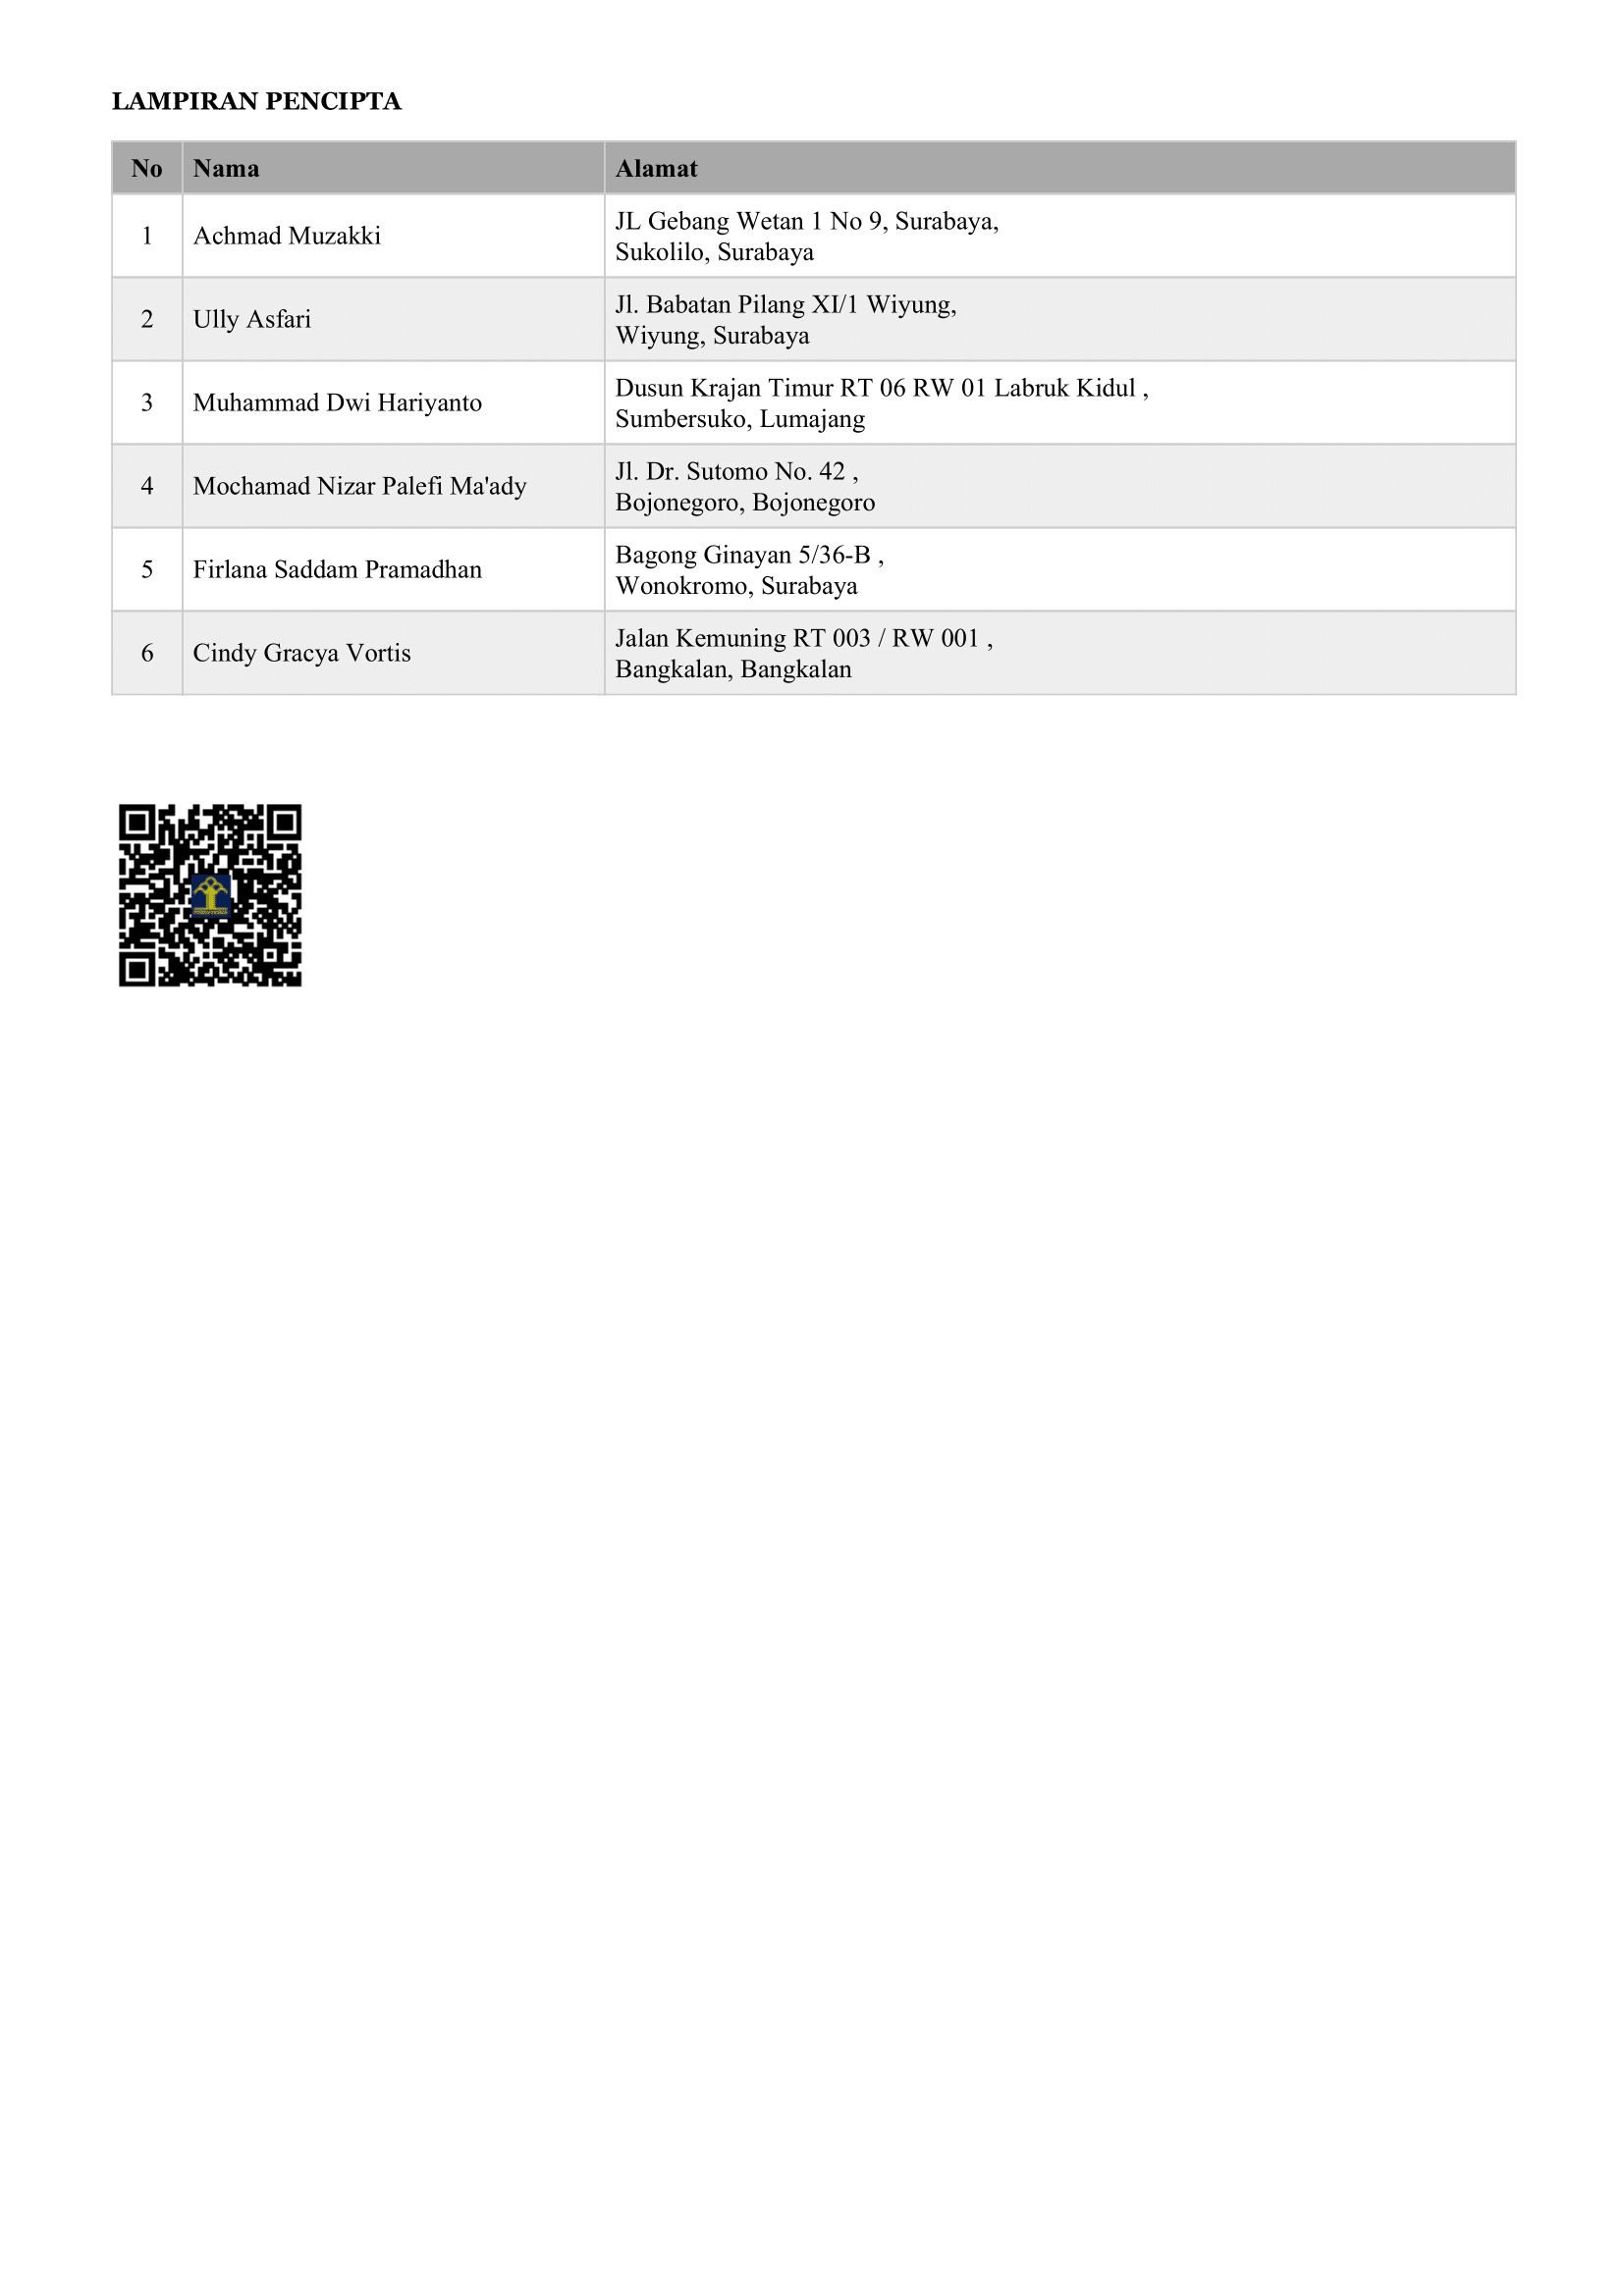 LAMPIRAN PENCIPTA
No Nama Alamat
1 Achmad Muzakki JL Gebang Wetan 1 No 9, Surabaya,
Sukolilo, Surabaya
2 Ully Asfari Jl. Babatan Pilang XI/1 Wiyung,
Wiyung, Surabaya
3 Muhammad Dwi Hariyanto Dusun Krajan Timur RT 06 RW 01 Labruk Kidul ,
Sumbersuko, Lumajang
4 Mochamad Nizar Palefi Ma'ady Jl. Dr. Sutomo No. 42 ,
Bojonegoro, Bojonegoro
5 Firlana Saddam Pramadhan Bagong Ginayan 5/36-B ,
Wonokromo, Surabaya
6 Cindy Gracya Vortis Jalan Kemuning RT 003 / RW 001 ,
Bangkalan, Bangkalan